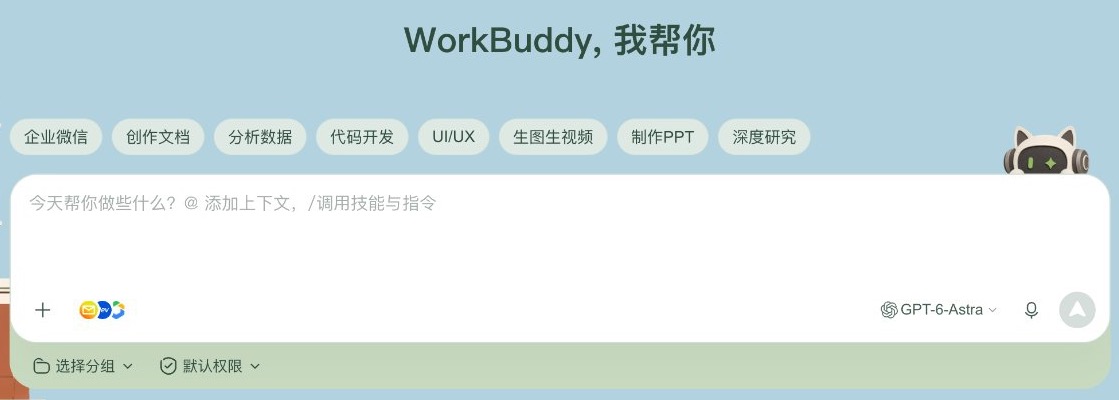 WorkBuddy, 我帮你
企业微信 创作文档 分析数据 代码开发 UI/UX 生图生视频 制作PPT 深度研究
今天帮你做些什么？@ 添加上下文，/调用技能与指令
GPT-6-Astra
选择分组 默认权限